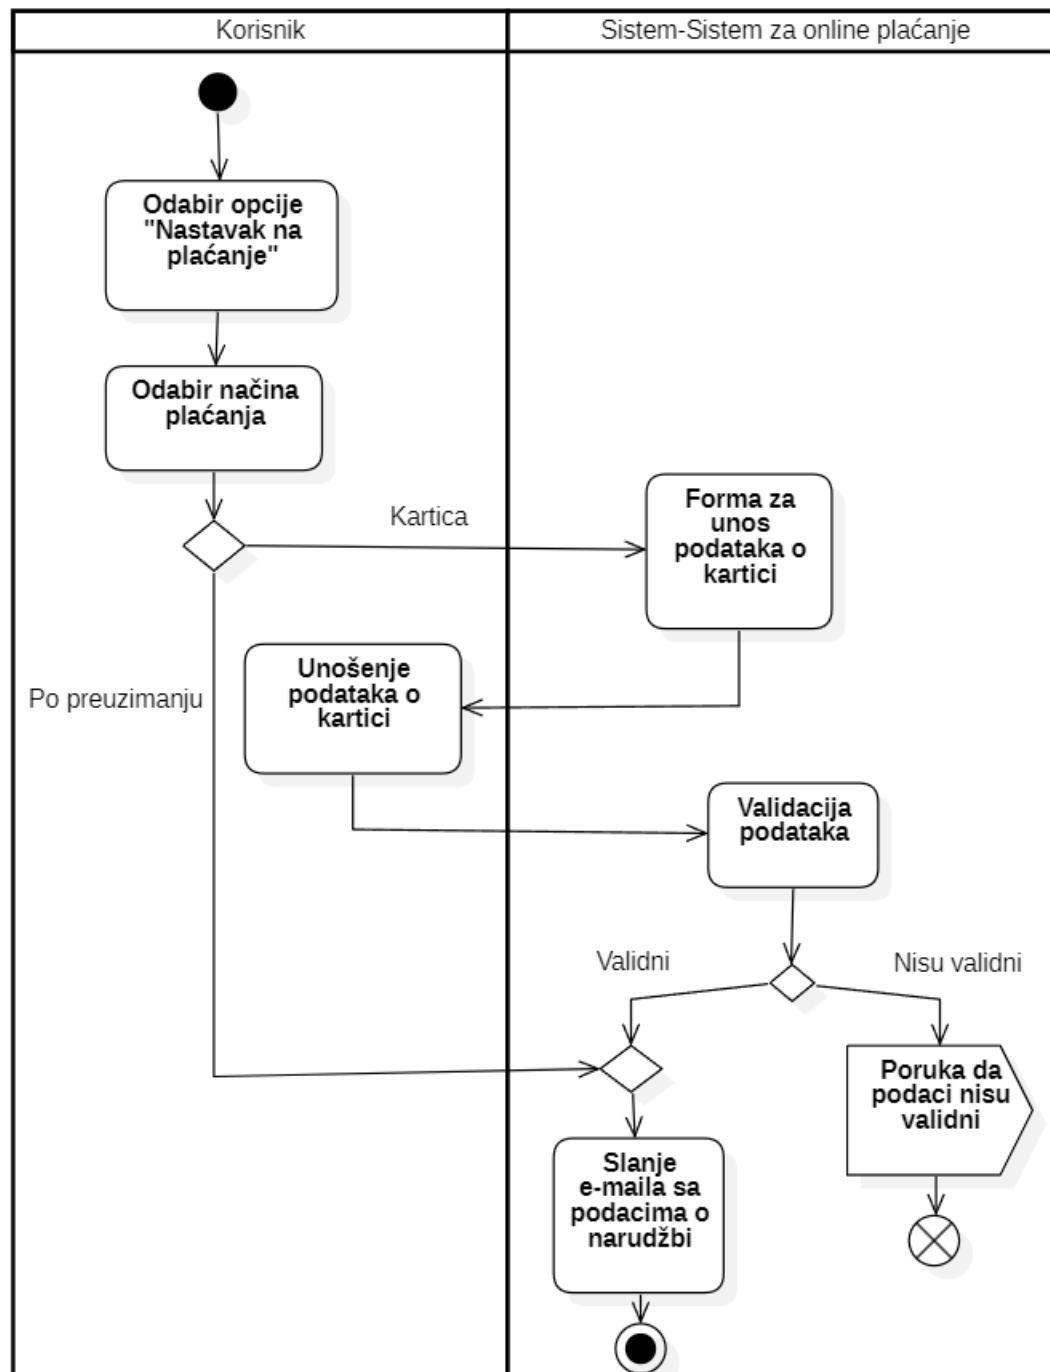 Korisnik
Sistem-Sistem za online plaćanje
Odabir opcije
"Nastavak na
plaćanje"
Odabir načina
plaćanja
Kartica
Forma za
unos
podataka o
kartici
Po preuzimanju
Unošenje
podataka o
kartici
Validacija
podataka
Validni
Nisu validni
Poruka da
podaci nisu
validni
Slanje
e-maila sa
podacima o
narudžbi